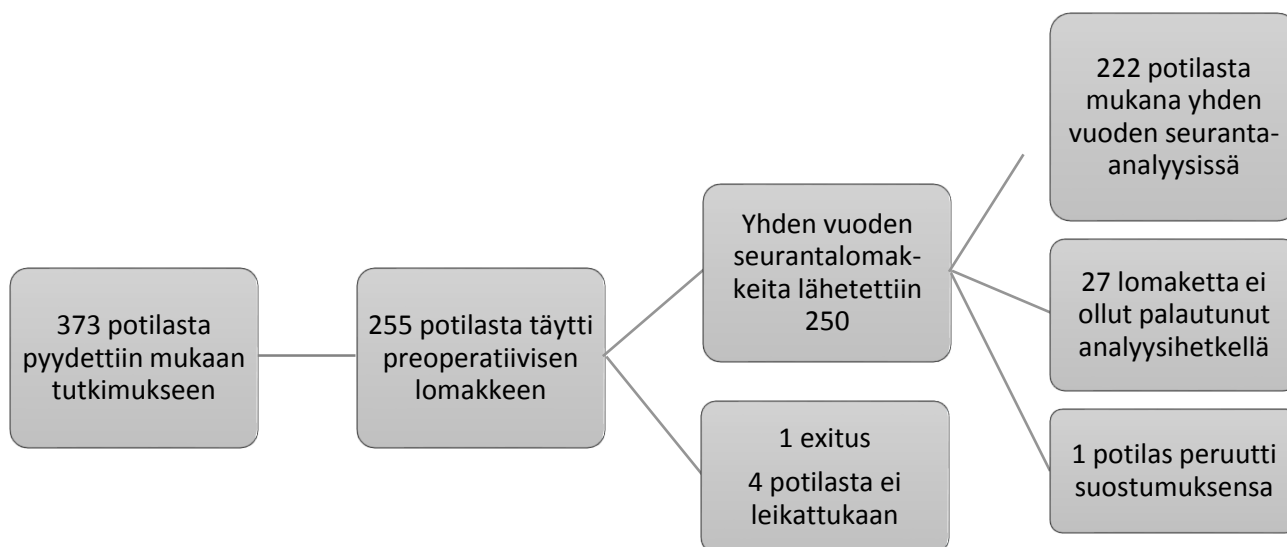 373 potilasta
pyydettiin mukaan
tutkimukseen
255 potilasta täytti
preoperatiivisen
lomakkeen
Yhden vuoden
seurantalomak-
keita lähetettiin
250
1 exitus
4 potilasta ei
leikattukaan
222 potilasta
mukana yhden
vuoden seuranta-
analyysissä
27 lomaketta ei
ollut palautunut
analyysihetkellä
1 potilas peruutti
suostumuksensa